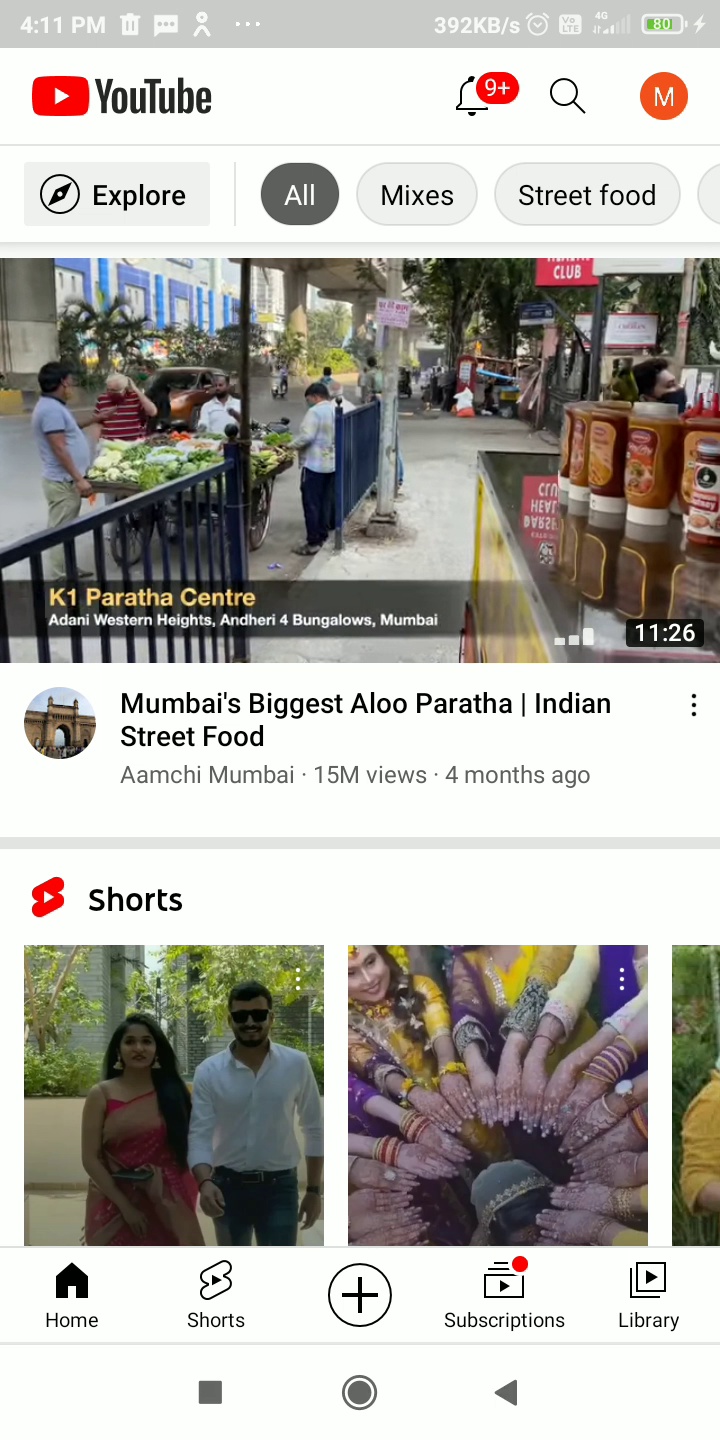 4:11 PM
392KB/s
Vo
LTE
4G
80
YouTube
9+
M
Explore
All
Mixes
Street food
CLUB
K1 Paratha Centre
Adani Western Heights, Andheri 4 Bungalows, Mumbai
11:26
Mumbai's Biggest Aloo Paratha | Indian
Street Food
Aamchi Mumbai · 15M views · 4 months ago
Shorts
Home
Shorts
Subscriptions
Library